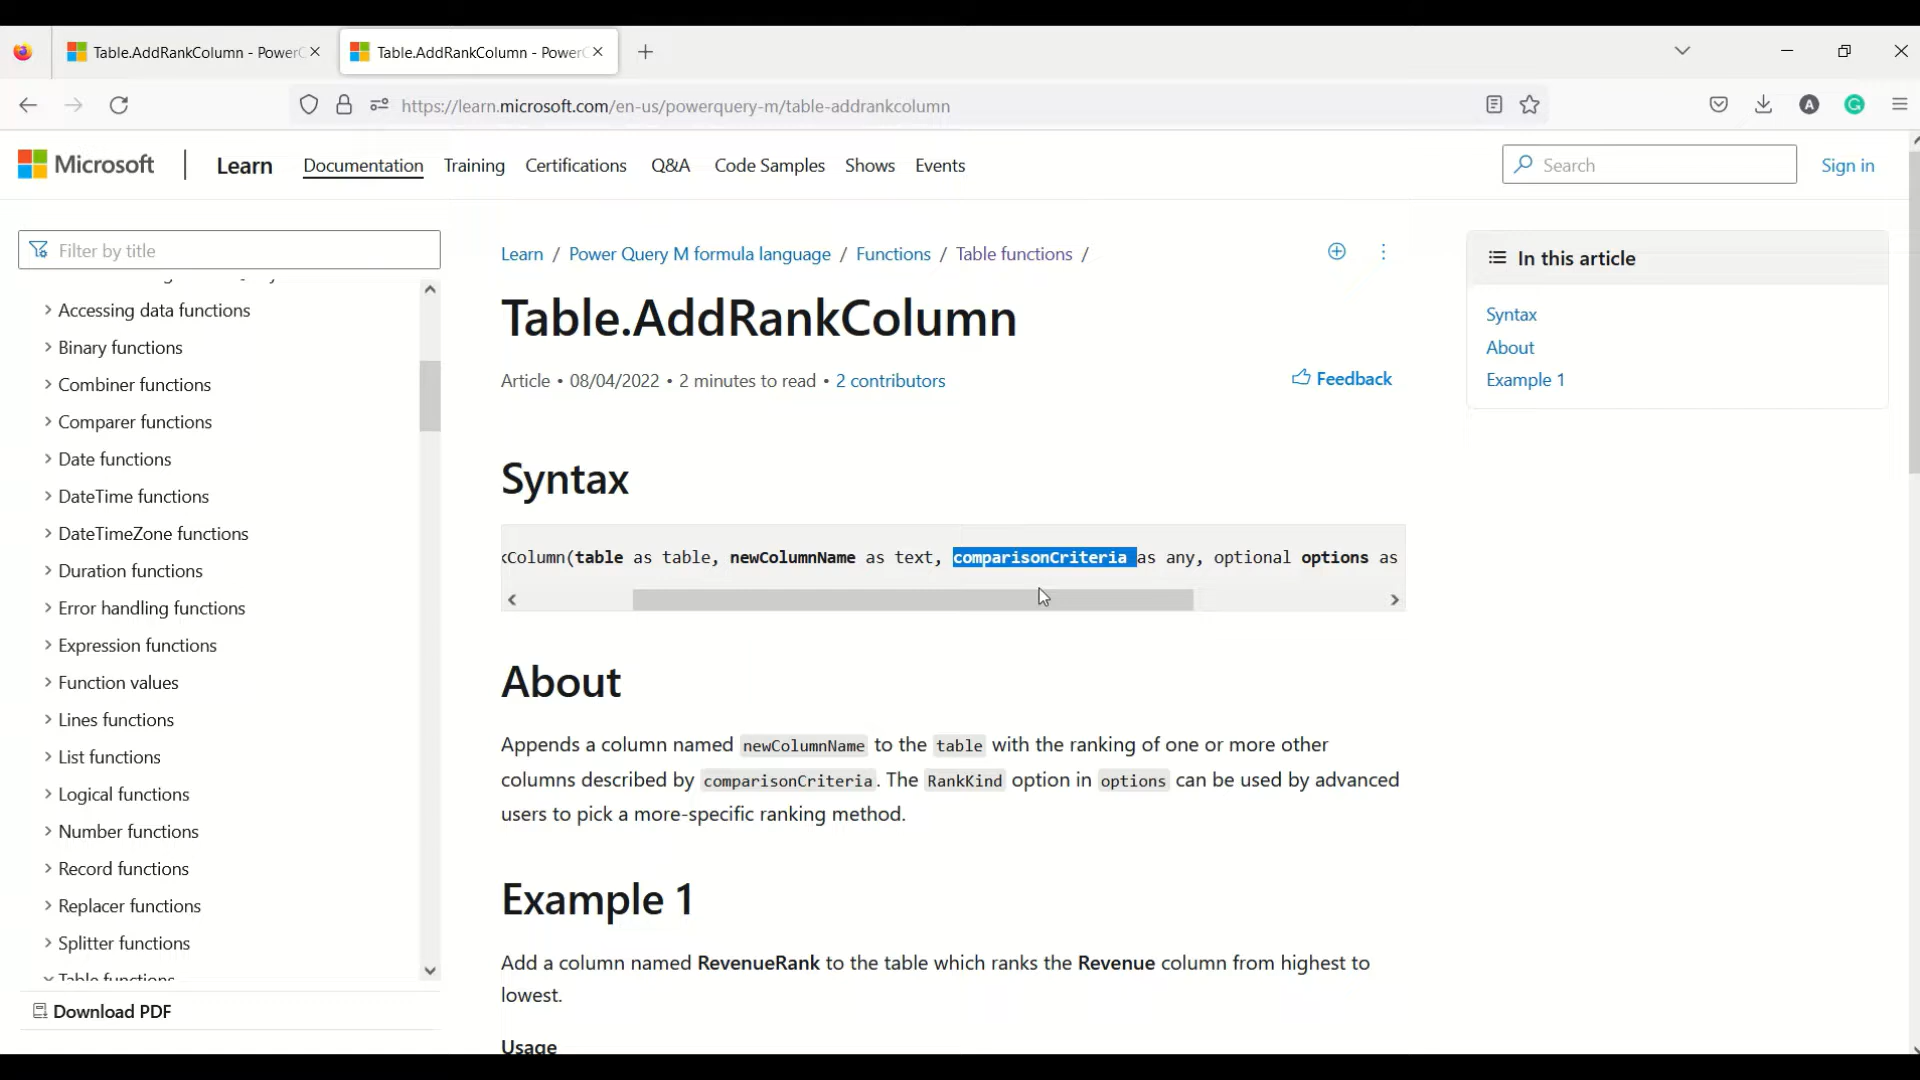 Table.AddRankColumn - PowerQ
Table.AddRankColumn - PowerQ
https://learn.microsoft.com/en-us/powerquery-m/table-addrankcolumn
Microsoft
Learn
Documentation
Training
Certifications
Q&A
Code Samples
Shows
Events
Search
Sign in
Filter by title
Accessing data functions
Binary functions
Combiner functions
Comparer functions
Date functions
DateTime functions
DateTimeZone functions
Duration functions
Error handling functions
Expression functions
Function values
Lines functions
List functions
Logical functions
Number functions
Record functions
Replacer functions
Splitter functions
Table functions
Download PDF
Learn / Power Query M formula language / Functions / Table functions /
Table.AddRankColumn
Article • 08/04/2022 • 2 minutes to read • 2 contributors
Feedback
Syntax
kColumn(table as table, newColumnName as text, comparisonCriteria as any, optional options as
About
Appends a column named newColumnName to the table with the ranking of one or more other
columns described by comparisonCriteria. The RankKind option in options can be used by advanced
users to pick a more-specific ranking method.
Example 1
Add a column named RevenueRank to the table which ranks the Revenue column from highest to
lowest.
Usage
In this article
Syntax
About
Example 1